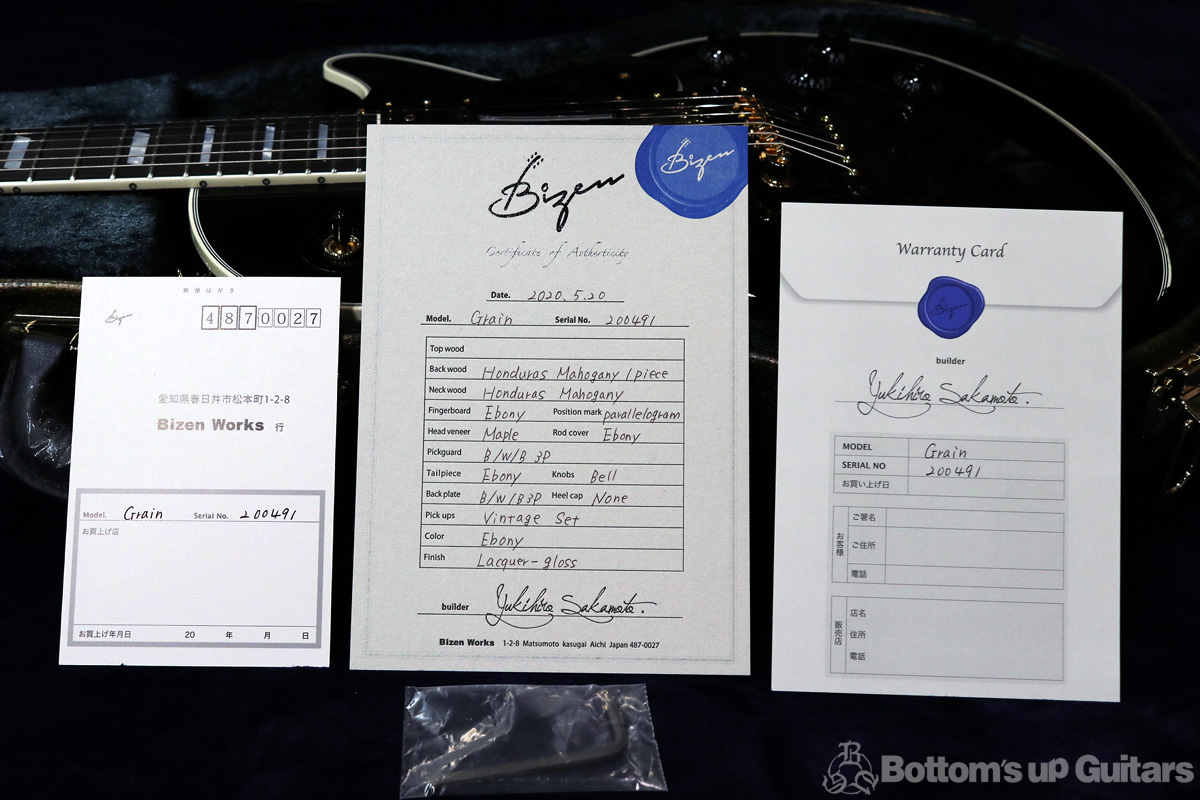 郵便はがき
Bizen
4870027
愛知県春日井市松本町1-2-8
Bizen Works 行
Model. Grain Serial No. 200491
お買上げ店
お買上げ年月日 20 年 月 日
Bizen
Bizen
Certificate of Authenticity
Date. 2020.5.20
Model. Grain Serial No. 200491
Top wood
Back wood Honduras Mahogany 1piece
Neck wood Honduras Mahogany
Fingerboard Ebony Position mark parallelogram
Head veneer Maple Rod cover Ebony
Pickguard B/W/B 3P
Tailpiece Ebony Knobs Bell
Back plate B/W/B3P Heel cap None
Pick ups Vintage Set
Color Ebony
Finish Lacquer-gloss
builder Yukihiro Sakamoto.
Bizen Works 1-2-8 Matsumoto kasugai Aichi Japan 487-0027
Warranty Card
Bizen
builder
Yukihiro Sakamoto.
MODEL Grain
SERIAL NO 200491
お買い上げ日
お客様
ご署名
ご住所
電話
販売店
店名
住所
電話
Bottom's up Guitars